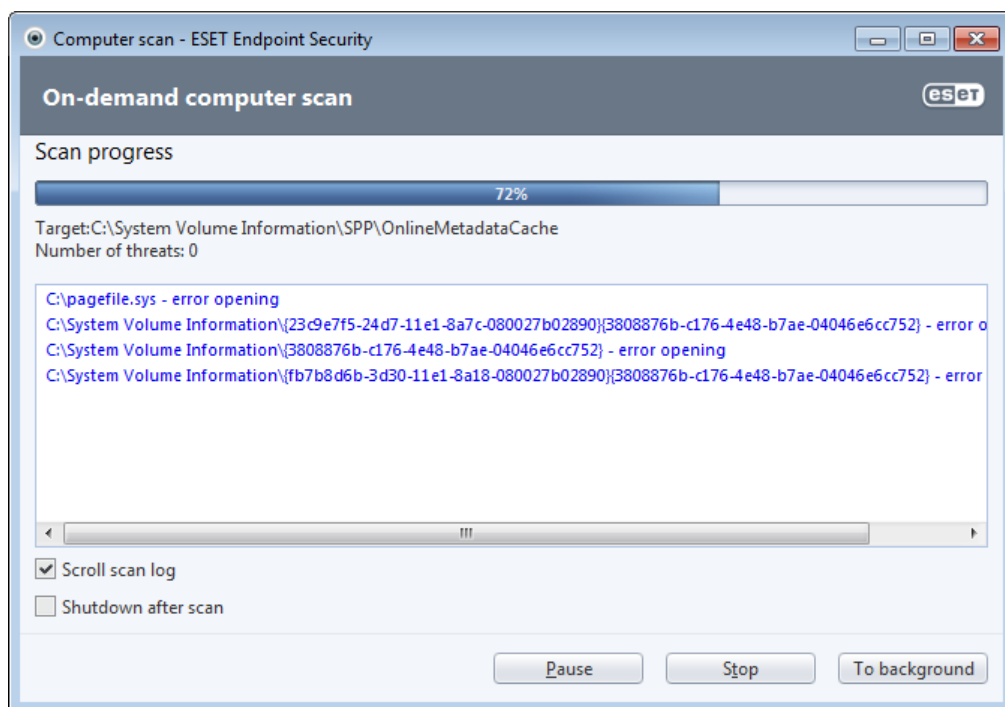 Computer scan - ESET Endpoint Security
On-demand computer scan
eset
Scan progress
72%
Target:C:\System Volume Information\SPP\OnlineMetadataCache
Number of threats: 0
C:\pagefile.sys - error opening
C:\System Volume Information\{23c9e7f5-24d7-11e1-8a7c-080027b02890}{3808876b-c176-4e48-b7ae-04046e6cc752} - error o
C:\System Volume Information\{3808876b-c176-4e48-b7ae-04046e6cc752} - error opening
C:\System Volume Information\{fb7b8d6b-3d30-11e1-8a18-080027b02890}{3808876b-c176-4e48-b7ae-04046e6cc752} - error
Scroll scan log
Shutdown after scan
Pause Stop To background